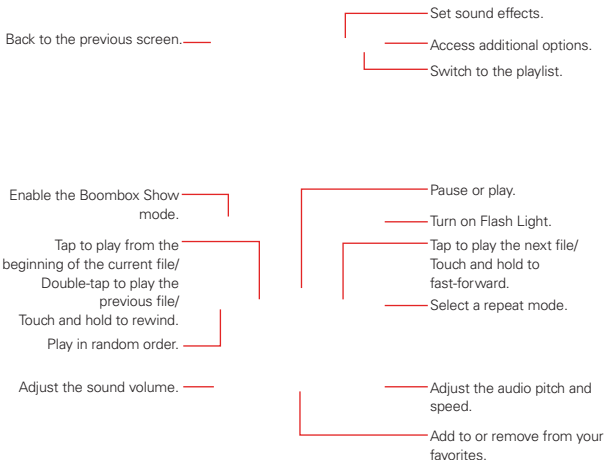 Set sound effects.
Back to the previous screen.
Access additional options.
Switch to the playlist.
Enable the Boombox Show
mode.
Pause or play.
Turn on Flash Light.
Tap to play from the
beginning of the current file/
Double-tap to play the
previous file/
Touch and hold to rewind.
Tap to play the next file/
Touch and hold to
fast-forward.
Select a repeat mode.
Play in random order.
Adjust the sound volume.
Adjust the audio pitch and
speed.
Add to or remove from your
favorites.